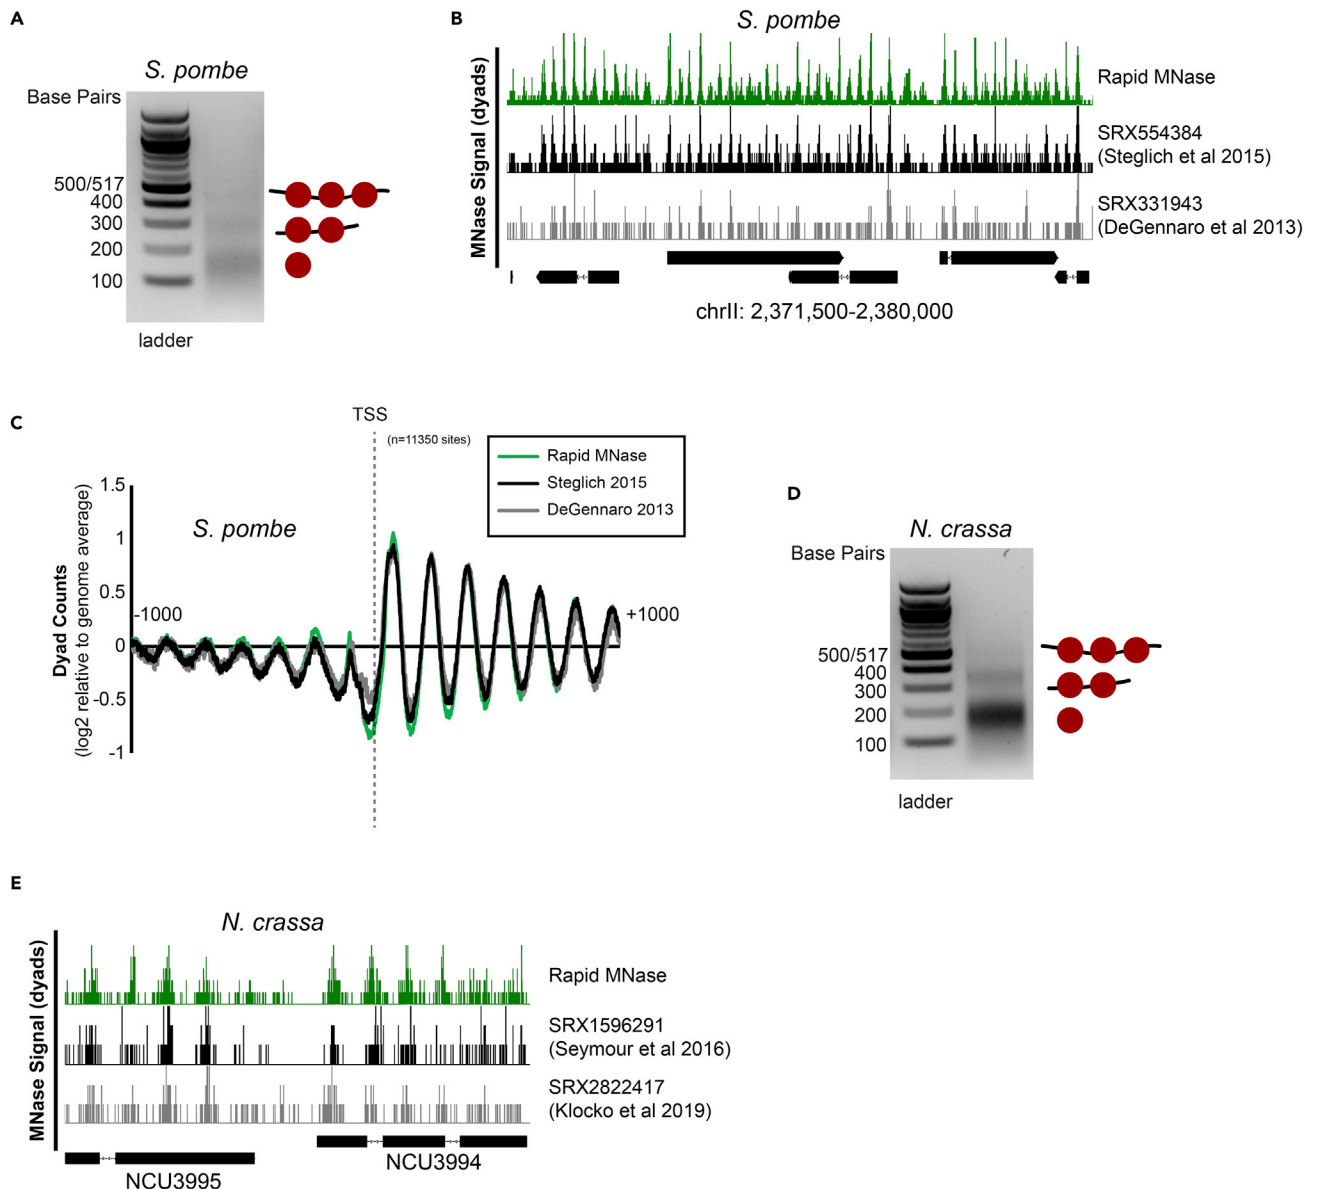 A
S. pombe
Base Pairs
500/517
400
300
200
100
ladder
B
S. pombe
MNase Signal (dyads)
Rapid MNase
SRX554384
(Steglich et al 2015)
SRX331943
(DeGennaro et al 2013)
chrII: 2,371,500-2,380,000
C
TSS
(n=11350 sites)
Rapid MNase
Steglich 2015
DeGennaro 2013
S. pombe
Dyad Counts
(log2 relative to genome average)
1.5
1
0.5
0
-0.5
-1
-1000
+1000
D
N. crassa
Base Pairs
500/517
400
300
200
100
ladder
E
N. crassa
MNase Signal (dyads)
Rapid MNase
SRX1596291
(Seymour et al 2016)
SRX2822417
(Klocko et al 2019)
NCU3994
NCU3995